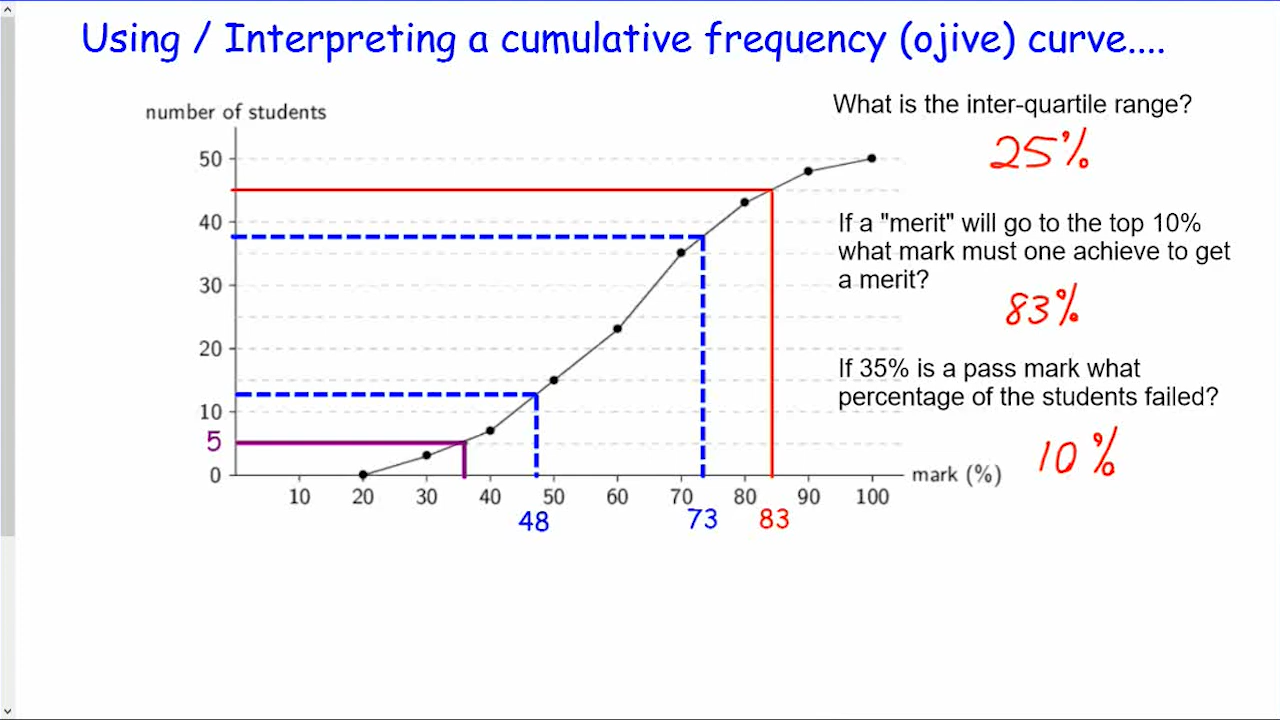 Using / Interpreting a cumulative frequency (ojive) curve....
number of students
50
40
30
20
10
5
0
10 20 30 40 50 60 70 80 90 100
mark (%)
48 73 83
What is the inter-quartile range?
25%
If a "merit" will go to the top 10%
what mark must one achieve to get
a merit?
83%
If 35% is a pass mark what
percentage of the students failed?
10%